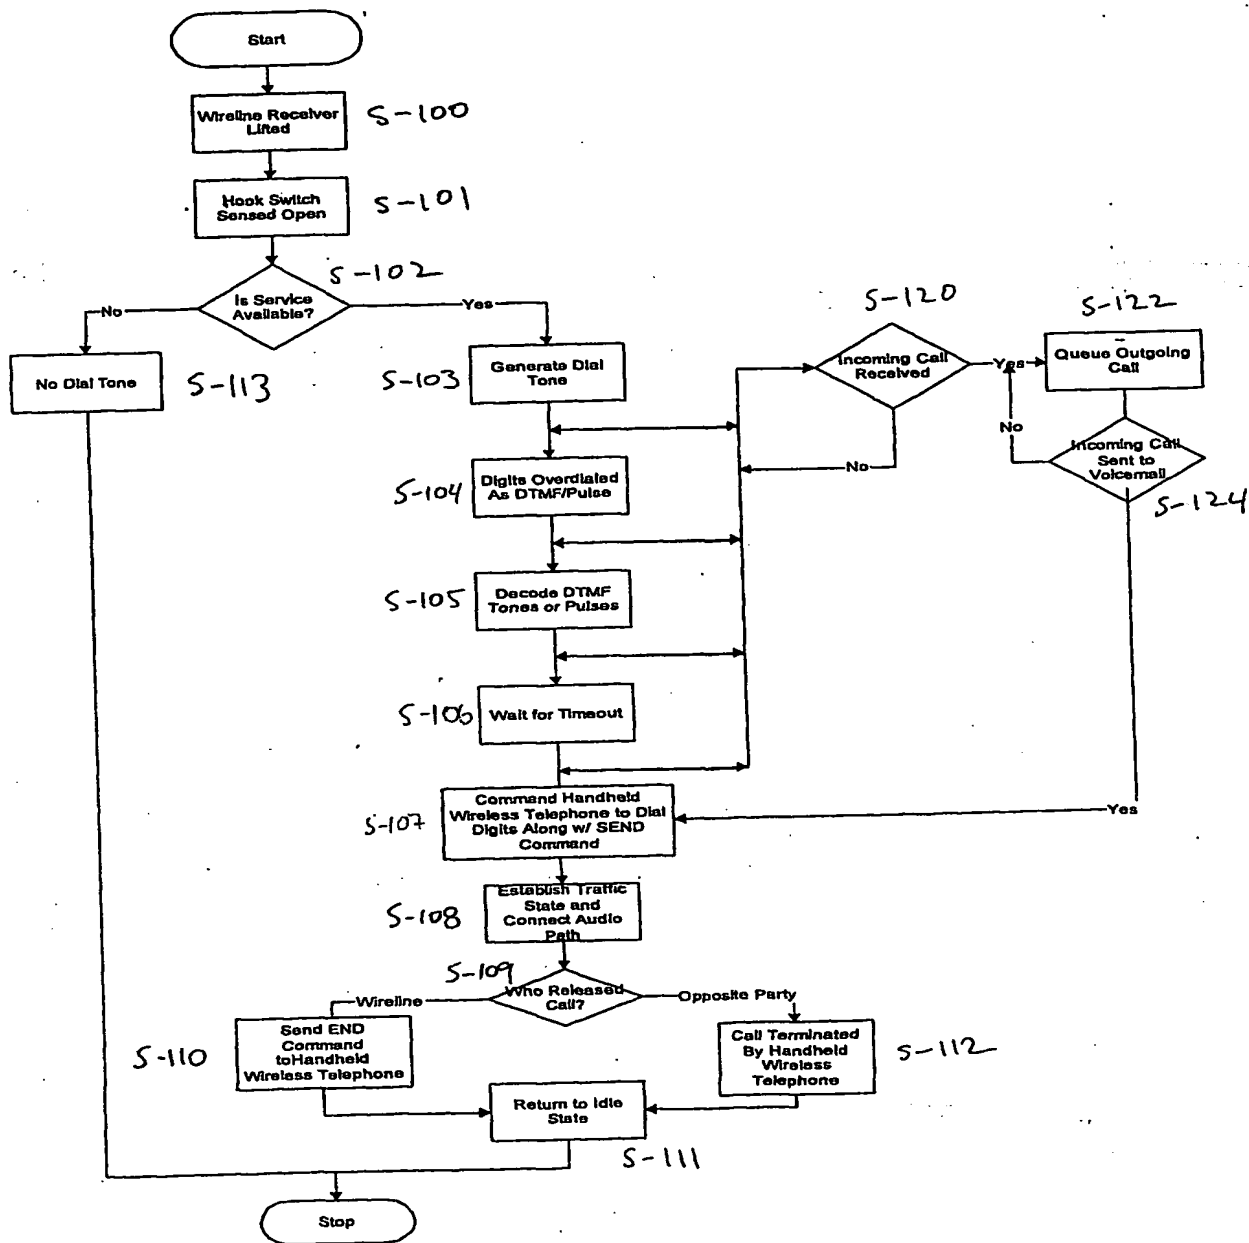 Start
Wireline Receiver
Lifted
S-100
Hook Switch
Sensed Open
S-101
S-102
Is Service
Available?
No
Yes
No Dial Tone
S-113
S-103
Generate Dial
Tone
S-120
Incoming Call
Received
Yes
No
S-122
Queue Outgoing
Call
No
Incoming Call
Sent to
Voicemail
S-124
Yes
S-104
Digits Overdialed
As DTMF/Pulse
S-105
Decode DTMF
Tones or Pulses
S-106
Wait for Timeout
S-107
Command Handheld
Wireless Telephone to Dial
Digits Along w/ SEND
Command
S-108
Establish Traffic
State and
Connect Audio
Path
S-109
Who Released
Call?
Wireline
Opposite Party
S-110
Send END
Command
toHandheld
Wireless Telephone
Call Terminated
By Handheld
Wireless
Telephone
S-112
Return to Idle
State
S-111
Stop